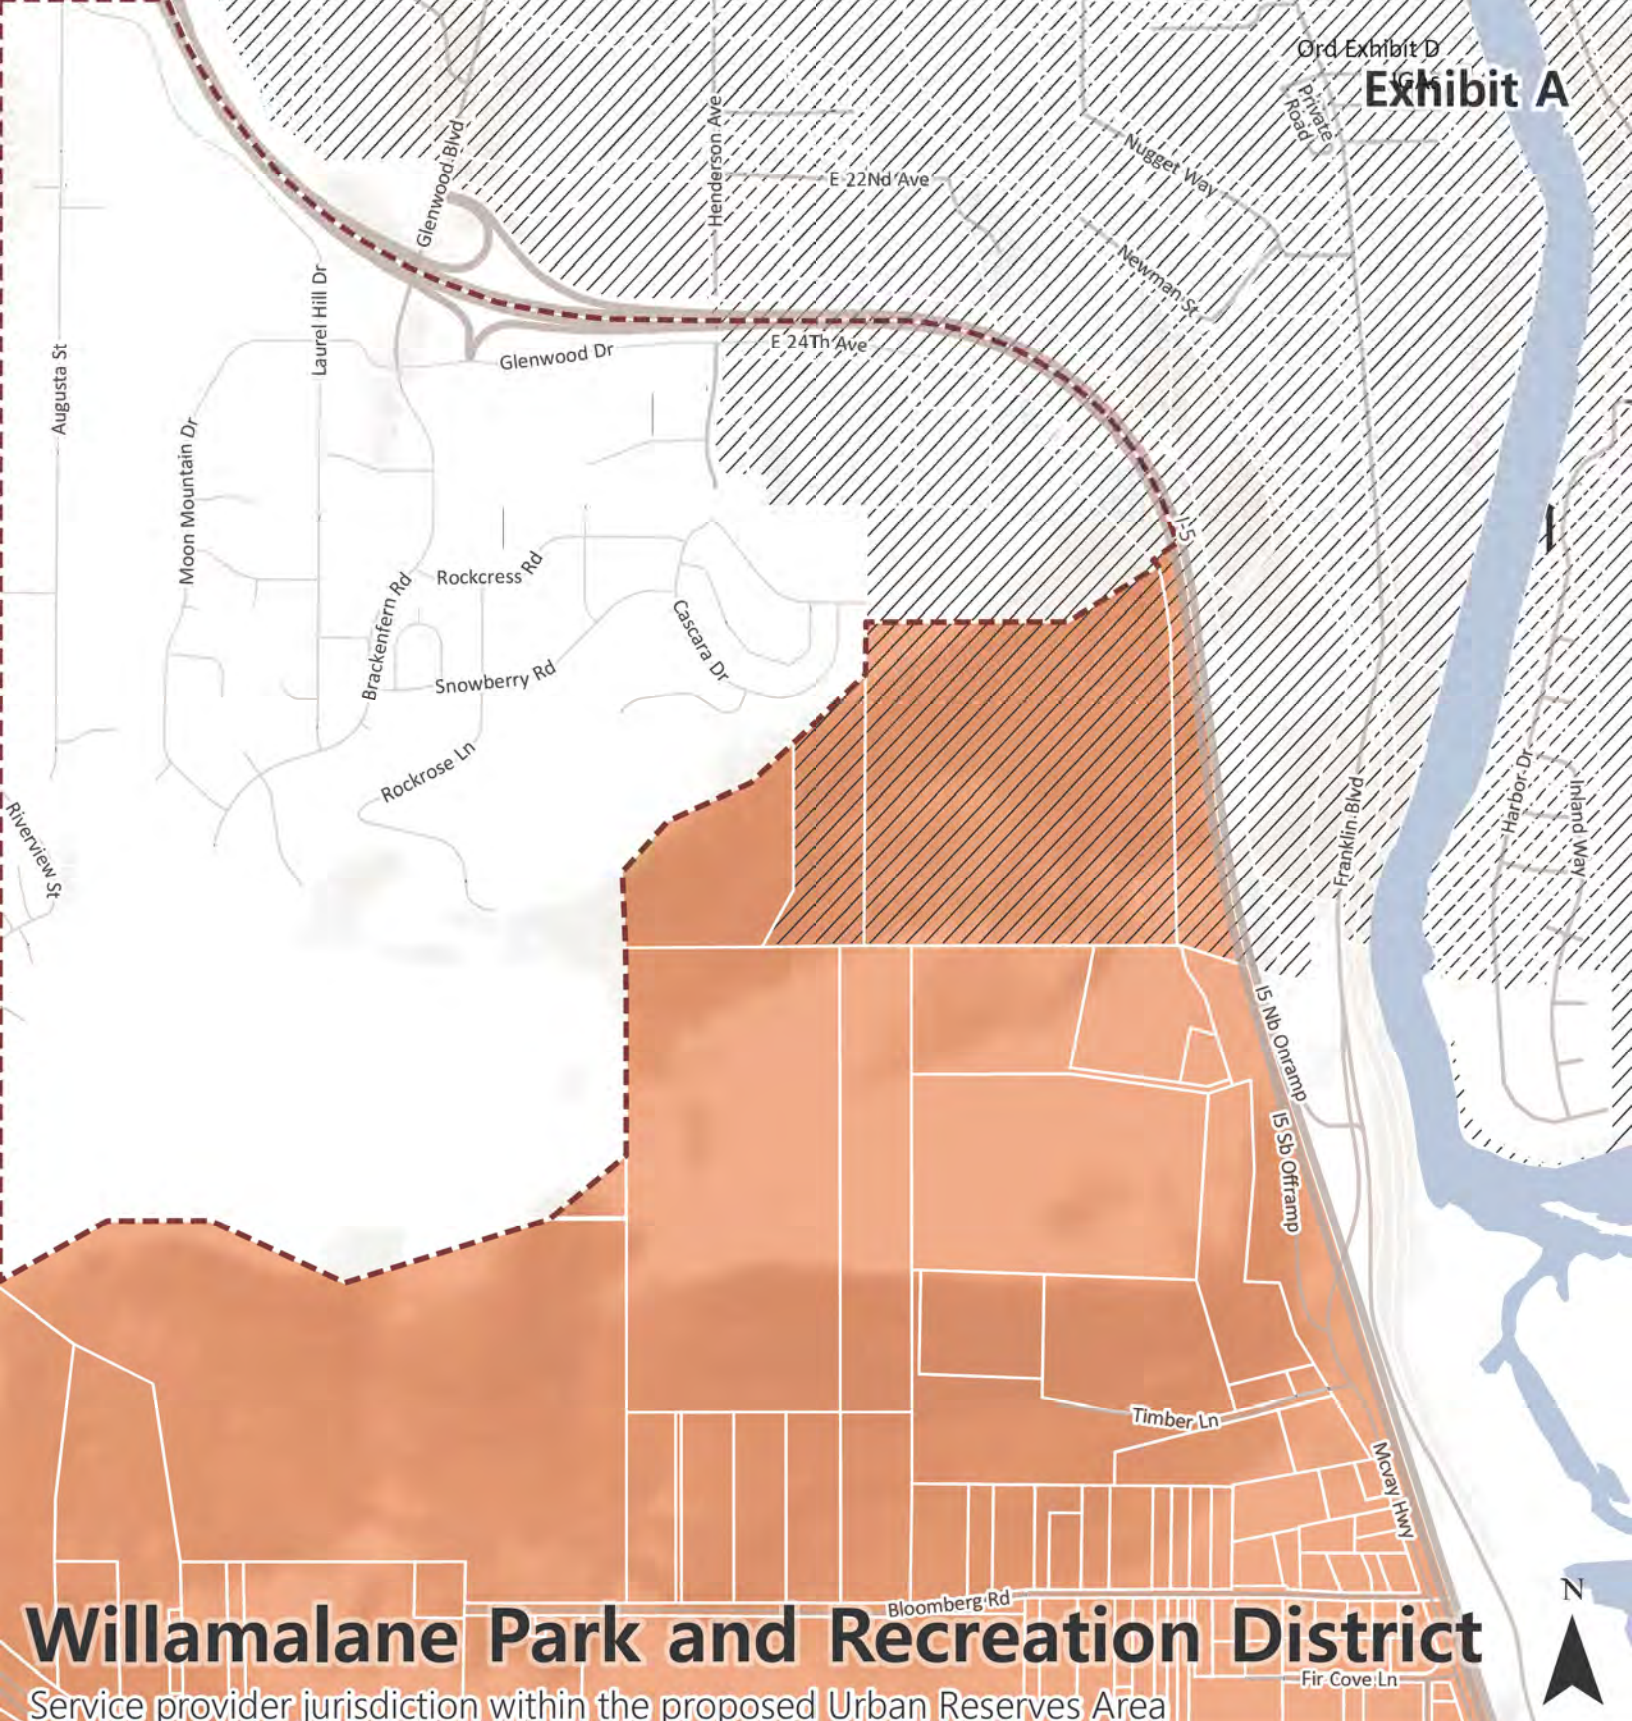 Ord Exhibit D
IGAs
Exhibit A
Private
Road
Glenwood Blvd
Henderson Ave
E 22Nd Ave
Nugget Way
Newman St
Laurel Hill Dr
Augusta St
Glenwood Dr
E 24Th Ave
Moon Mountain Dr
J-5
Rockcress Rd
Brackenfern Rd
Cascara Dr
Snowberry Rd
Rockrose Ln
Riverview St
Harbor Dr
Inland Way
Franklin Blvd
I5 Nb Onramp
I5 Sb Offramp
Timber Ln
Mcvay Hwy
Bloomberg Rd
N
Willamalane Park and Recreation District
Fir Cove Ln
Service provider jurisdiction within the proposed Urban Reserves Area